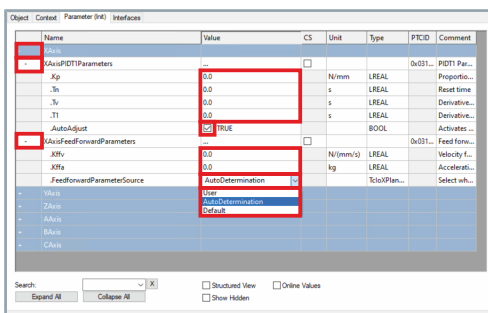 Object Context Parameter (Init) Interfaces
Name Value CS Unit Type PTCID Comment
XAxis
- XAxisPIDT1Parameters ... 0x031... PIDT1 Par...
.Kp 0.0 N/mm LREAL Proportio...
.Tn 0.0 s LREAL Reset time
.Tv 0.0 s LREAL Derivative...
.T1 0.0 s LREAL Derivative...
.AutoAdjust TRUE BOOL Activates ...
- XAxisFeedForwardParameters ... 0x031... Feed forw...
.Kffv 0.0 N/(mm/s) LREAL Velocity f...
.Kffa 0.0 kg LREAL Accelerati...
.FeedforwardParameterSource AutoDetermination TcIoXPlan... Select wh...
User
+ YAxis AutoDetermination
Default
+ ZAxis
+ AAxis
+ BAxis
+ CAxis
Search: X Structured View Online Values
Expand All Collapse All Show Hidden